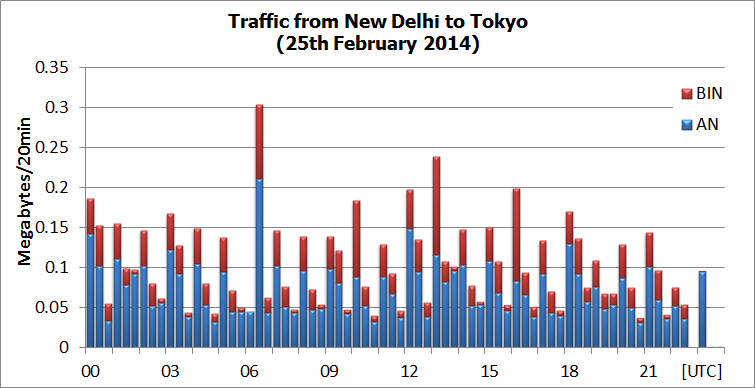 Traffic from New Delhi to Tokyo
(25th February 2014)
Megabytes/20min
0.35
0.3
0.25
0.2
0.15
0.1
0.05
0
BIN
AN
00 03 06 09 12 15 18 21 [UTC]